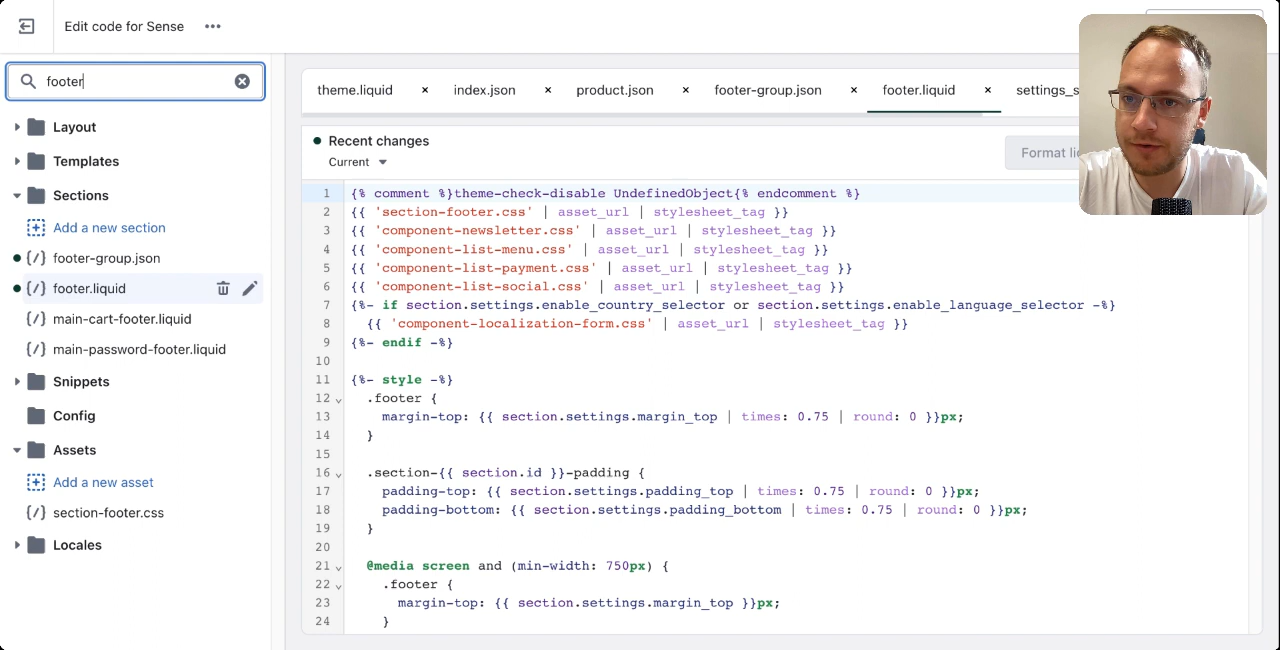 Edit code for Sense
footer
Layout
Templates
Sections
Add a new section
footer-group.json
footer.liquid
main-cart-footer.liquid
main-password-footer.liquid
Snippets
Config
Assets
Add a new asset
section-footer.css
Locales
theme.liquid × index.json × product.json × footer-group.json × footer.liquid × settings_s
Recent changes
Current
Format li
1 {% comment %}theme-check-disable UndefinedObject{% endcomment %}
2 {{ 'section-footer.css' | asset_url | stylesheet_tag }}
3 {{ 'component-newsletter.css' | asset_url | stylesheet_tag }}
4 {{ 'component-list-menu.css' | asset_url | stylesheet_tag }}
5 {{ 'component-list-payment.css' | asset_url | stylesheet_tag }}
6 {{ 'component-list-social.css' | asset_url | stylesheet_tag }}
7 {%- if section.settings.enable_country_selector or section.settings.enable_language_selector -%}
8 {{ 'component-localization-form.css' | asset_url | stylesheet_tag }}
9 {%- endif -%}
10
11 {%- style -%}
12 .footer {
13 margin-top: {{ section.settings.margin_top | times: 0.75 | round: 0 }}px;
14 }
15
16 .section-{{ section.id }}-padding {
17 padding-top: {{ section.settings.padding_top | times: 0.75 | round: 0 }}px;
18 padding-bottom: {{ section.settings.padding_bottom | times: 0.75 | round: 0 }}px;
19 }
20
21 @media screen and (min-width: 750px) {
22 .footer {
23 margin-top: {{ section.settings.margin_top }}px;
24 }